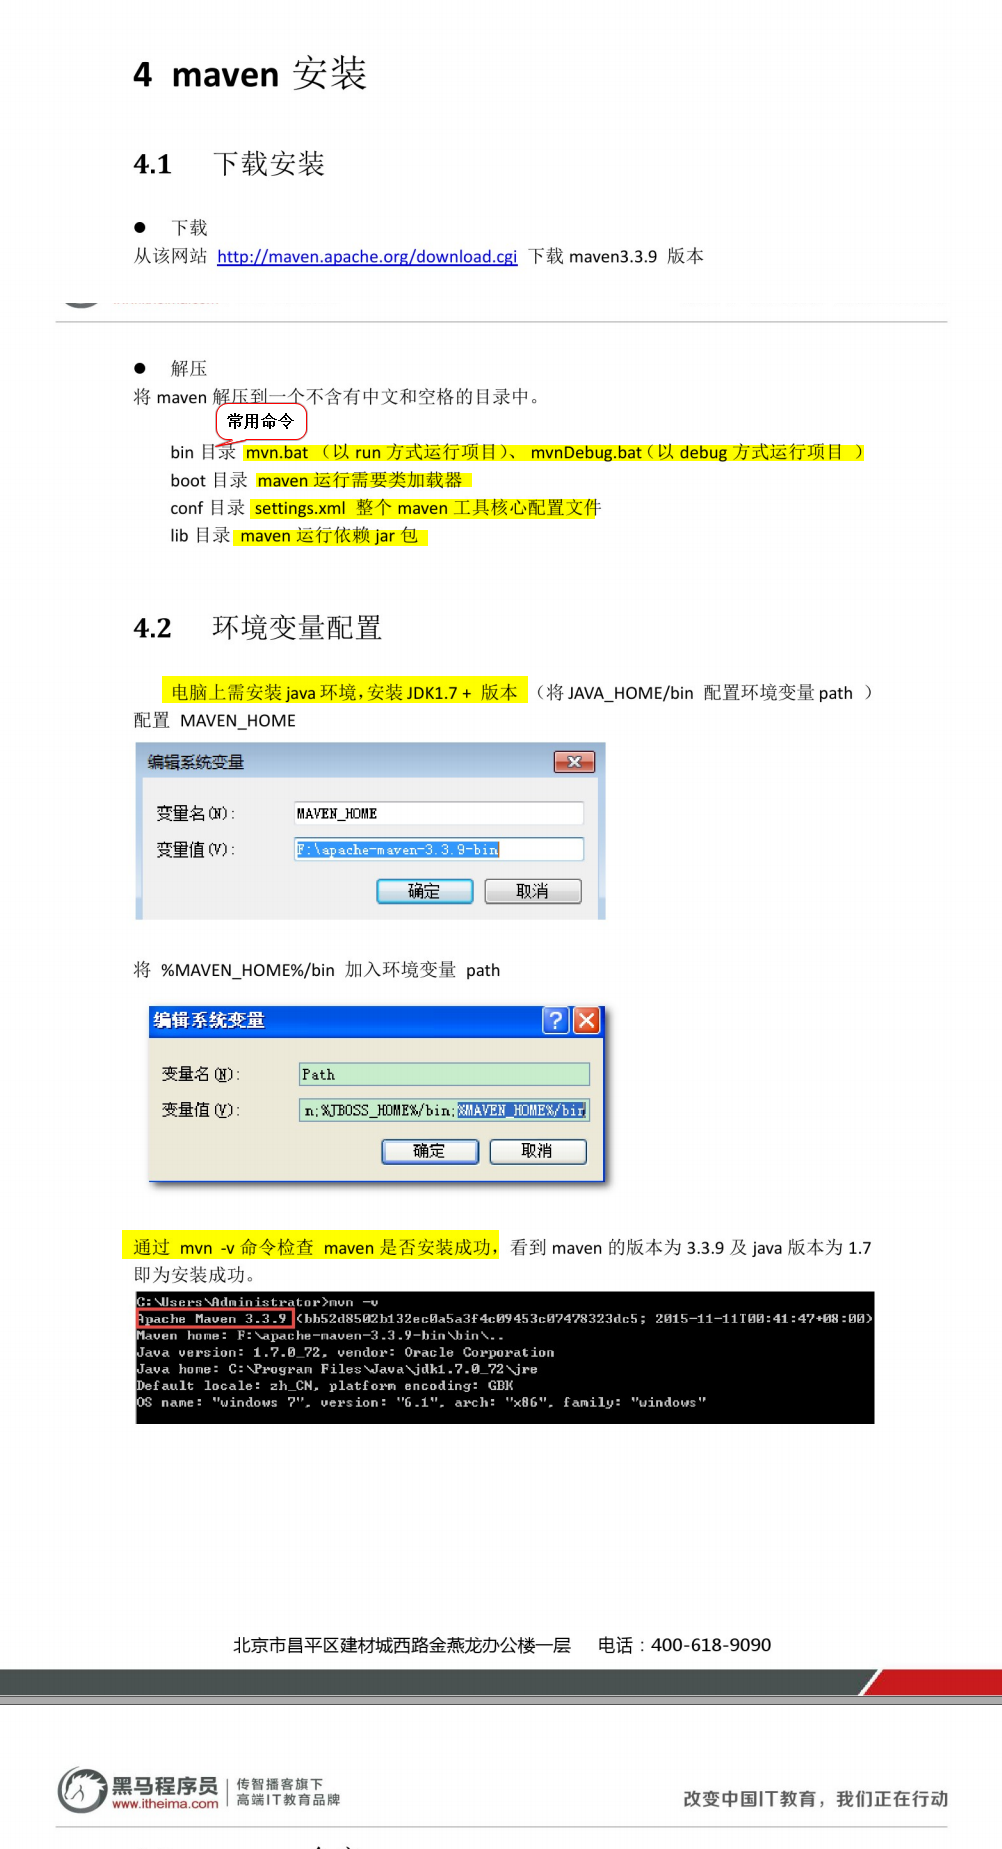 4 maven 安装
4.1 下载安装
● 下载
从该网站 http://maven.apache.org/download.cgi 下载 maven3.3.9 版本
● 解压
将 maven 解压到一个不含有中文和空格的目录中。
常用命令
bin 目录 mvn.bat （以 run 方式运行项目）、 mvnDebug.bat（以 debug 方式运行项目 ）
boot 目录 maven 运行需要类加载器
conf 目录 settings.xml 整个 maven 工具核心配置文件
lib 目录 maven 运行依赖 jar 包
4.2 环境变量配置
电脑上需安装 java 环境，安装 JDK1.7 + 版本 （将 JAVA_HOME/bin 配置环境变量 path ）
配置 MAVEN_HOME
编辑系统变量
变量名(N): MAVEN_HOME
变量值(V): F:\apache-maven-3.3.9-bin
确定 取消
将 %MAVEN_HOME%/bin 加入环境变量 path
编辑系统变量
变量名(N): Path
变量值(V): n;%JBOSS_HOME%/bin;%MAVEN_HOME%/bin
确定 取消
通过 mvn -v 命令检查 maven 是否安装成功，看到 maven 的版本为 3.3.9 及 java 版本为 1.7
即为安装成功。
C:\Users\Administrator>mvn -v
Apache Maven 3.3.9 (bb52d8502b132ec0a5a3f4c09453c07478323dc5; 2015-11-11T00:41:47+08:00)
Maven home: F:\apache-maven-3.3.9-bin\bin\..
Java version: 1.7.0_72, vendor: Oracle Corporation
Java home: C:\Program Files\Java\jdk1.7.0_72\jre
Default locale: zh_CN, platform encoding: GBK
OS name: "windows 7", version: "6.1", arch: "x86", family: "windows"
北京市昌平区建材城西路金燕龙办公楼一层 电话：400-618-9090
黑马程序员 传智播客旗下
www.itheima.com 高端IT教育品牌
改变中国IT教育，我们正在行动